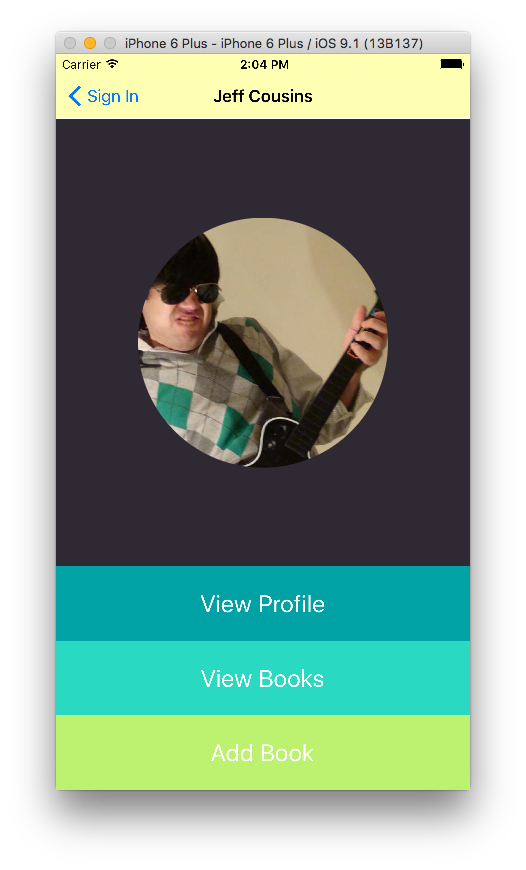 iPhone 6 Plus - iPhone 6 Plus / iOS 9.1 (13B137)
Carrier 2:04 PM
Sign In Jeff Cousins
View Profile
View Books
Add Book